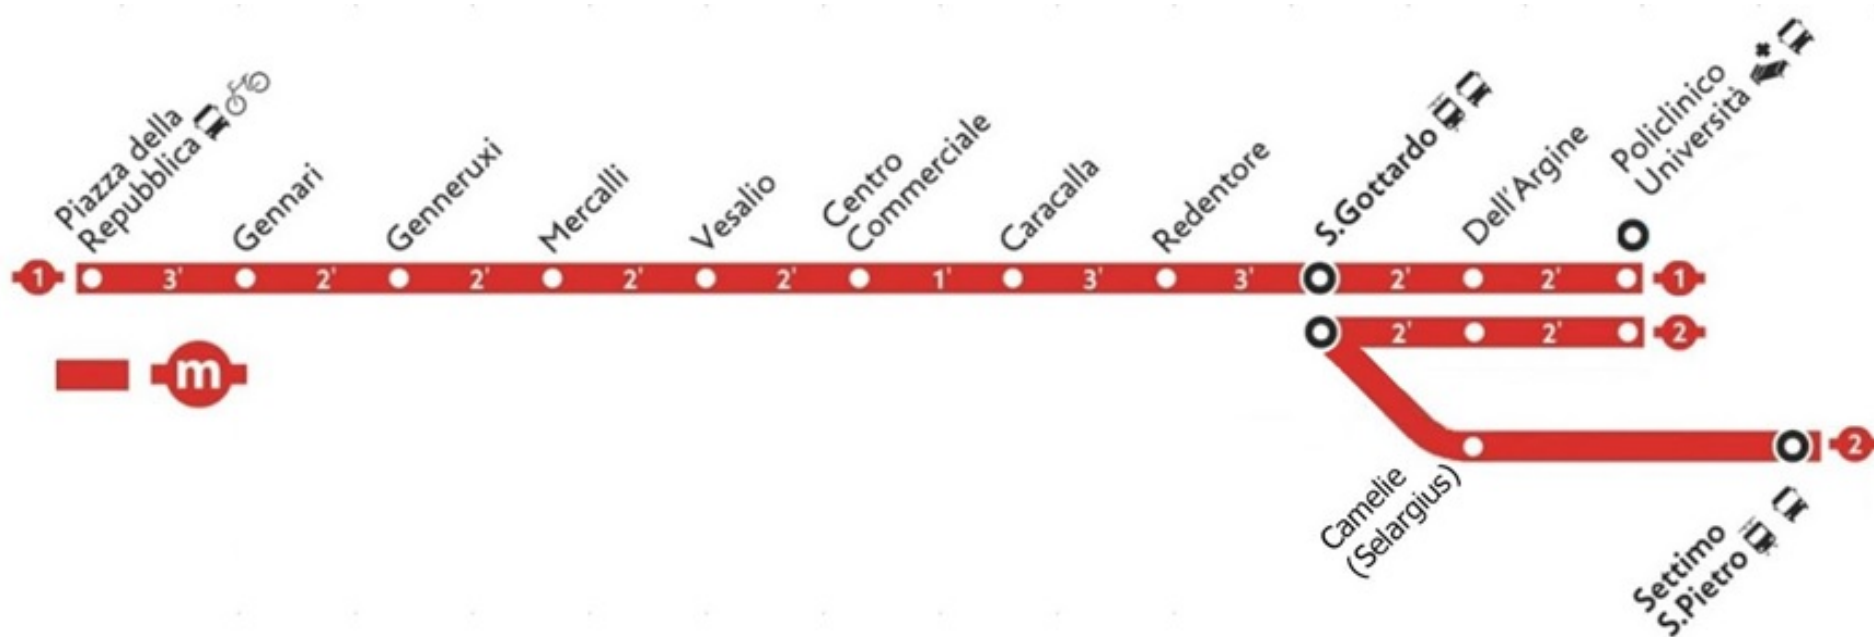 Piazza della
Repubblica
Gennari
Genneruxi
Mercalli
Vesalio
Centro
Commerciale
Caracalla
Redentore
S.Gottardo
Dell'Argine
Policlinico
Università
1 3' 2' 2' 2' 2' 1' 3' 3' 2' 2' 1
2' 2' 2
m
2
Camelie
(Selargius)
Settimo
S.Pietro